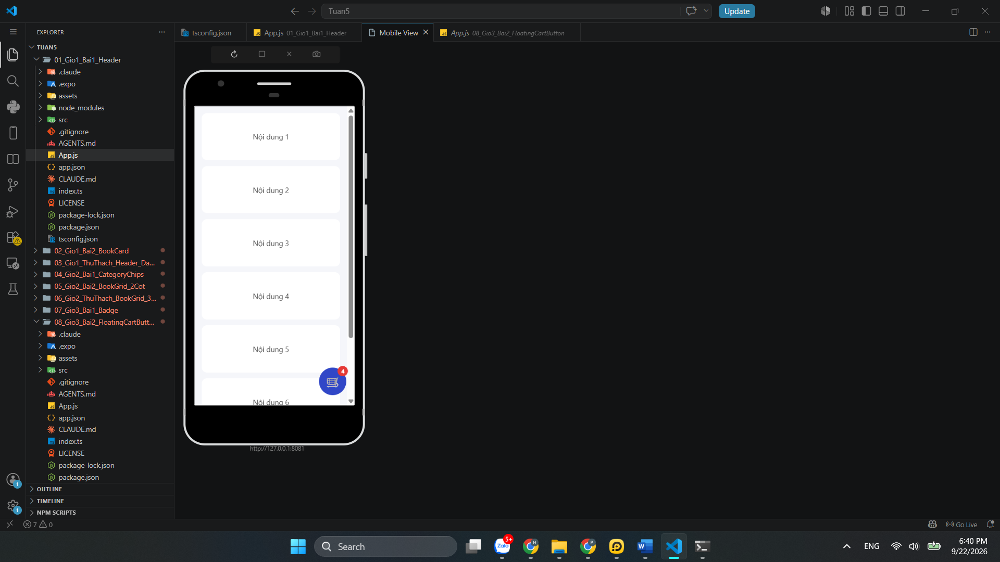 Tuan5
Update
EXPLORER
tsconfig.json
App.js 01_Gio1_Bai1_Header
Mobile View
App.js 08_Gio3_Bai2_FloatingCartButton
TUAN5
01_Gio1_Bai1_Header
.claude
.expo
assets
node_modules
src
.gitignore
AGENTS.md
App.js
app.json
CLAUDE.md
index.ts
LICENSE
package-lock.json
package.json
tsconfig.json
02_Gio1_Bai2_BookCard
03_Gio1_ThuThach_Header_Da...
04_Gio2_Bai1_CategoryChips
05_Gio2_Bai2_BookGrid_2Cot
06_Gio2_ThuThach_BookGrid_3...
07_Gio3_Bai1_Badge
08_Gio3_Bai2_FloatingCartButt...
.claude
.expo
assets
src
.gitignore
AGENTS.md
App.js
app.json
CLAUDE.md
index.ts
LICENSE
package-lock.json
package.json
OUTLINE
TIMELINE
NPM SCRIPTS
1
1
Nội dung 1
Nội dung 2
Nội dung 3
Nội dung 4
Nội dung 5
4
Nội dung 6
http://127.0.0.1:8081
7 0
Go Live
Search
5+
Zalo
H
P
W
ENG
6:40 PM
9/22/2026